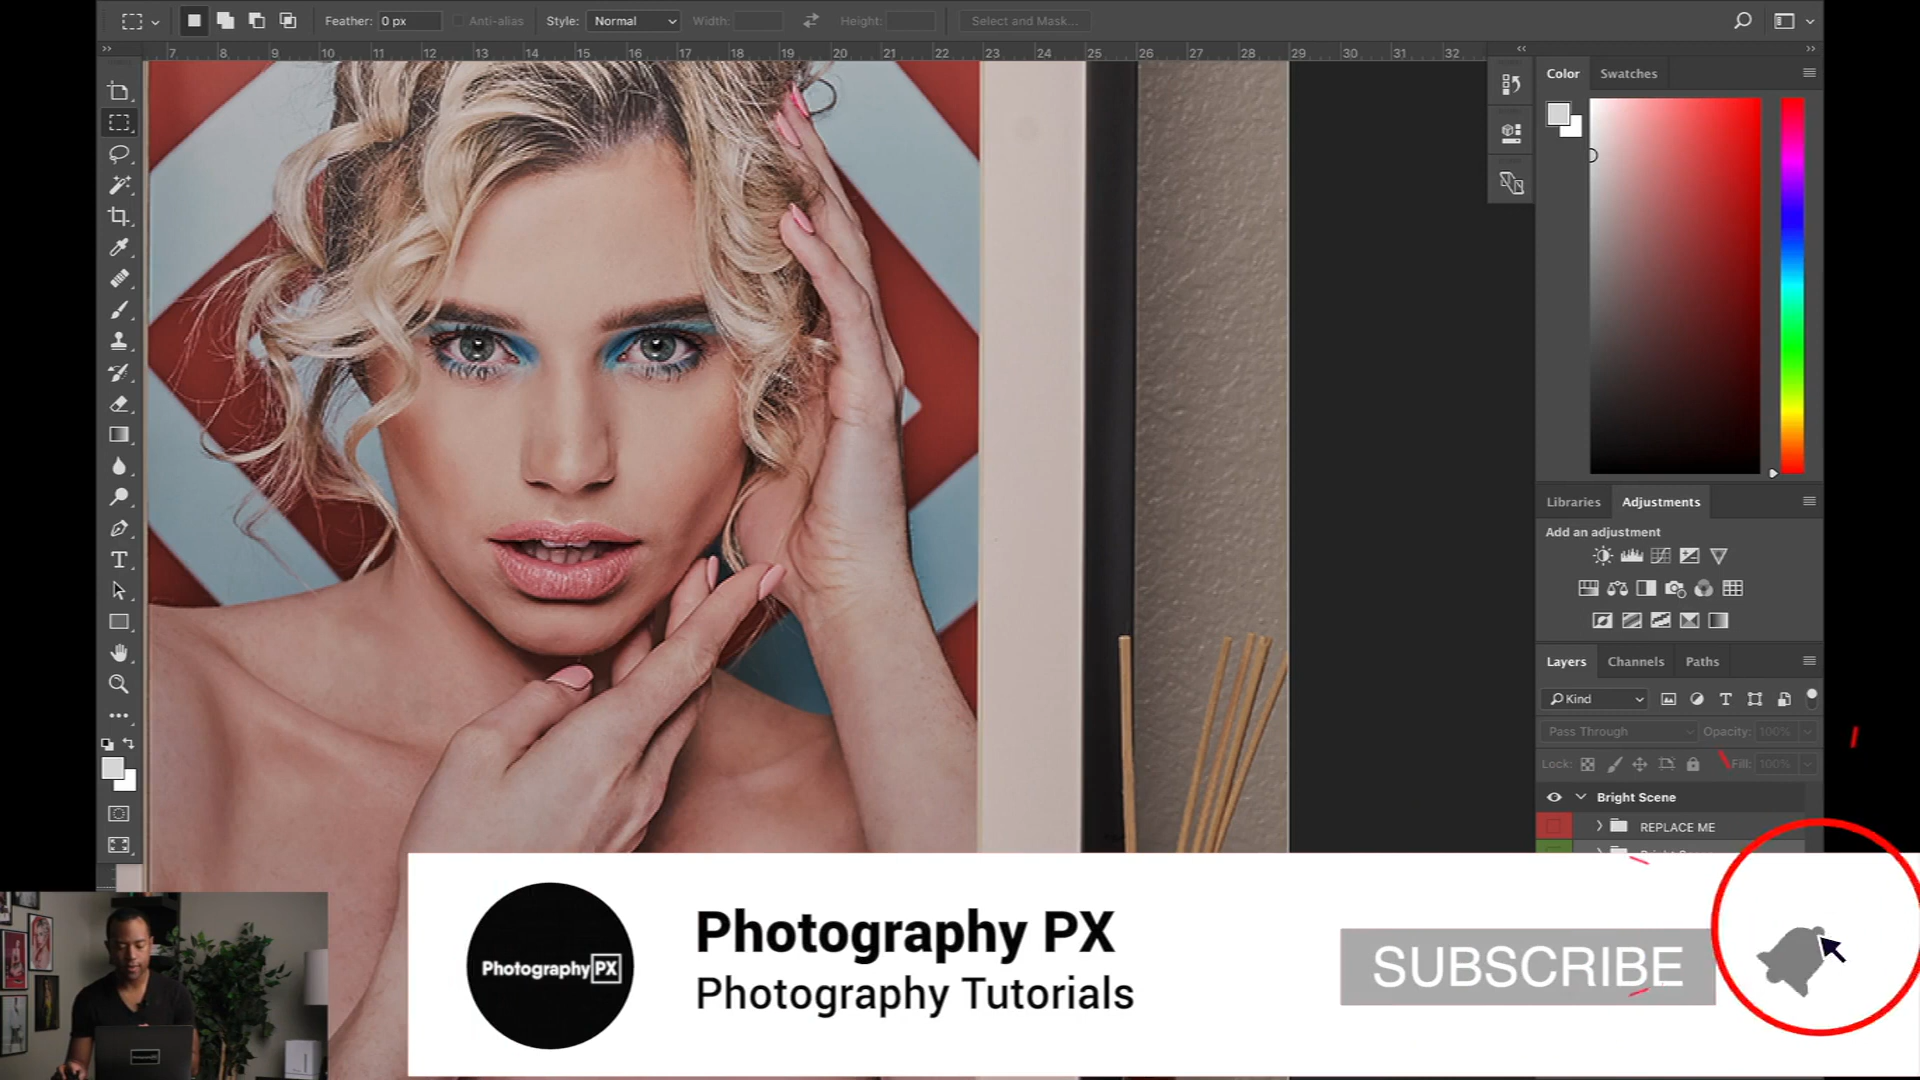 Feather: 0 px Anti-alias Style: Normal Width: Height: Select and Mask...
7 8 9 10 11 12 13 14 15 16 17 18 19 20 21 22 23 24 25 26 27 28 29 30 31 32
Color Swatches
Libraries Adjustments
Add an adjustment
Layers Channels Paths
Kind
Pass Through Opacity: 100%
Lock: Fill: 100%
Bright Scene
REPLACE ME
Photography PX
Photography Tutorials
PhotographyPX
SUBSCRIBE